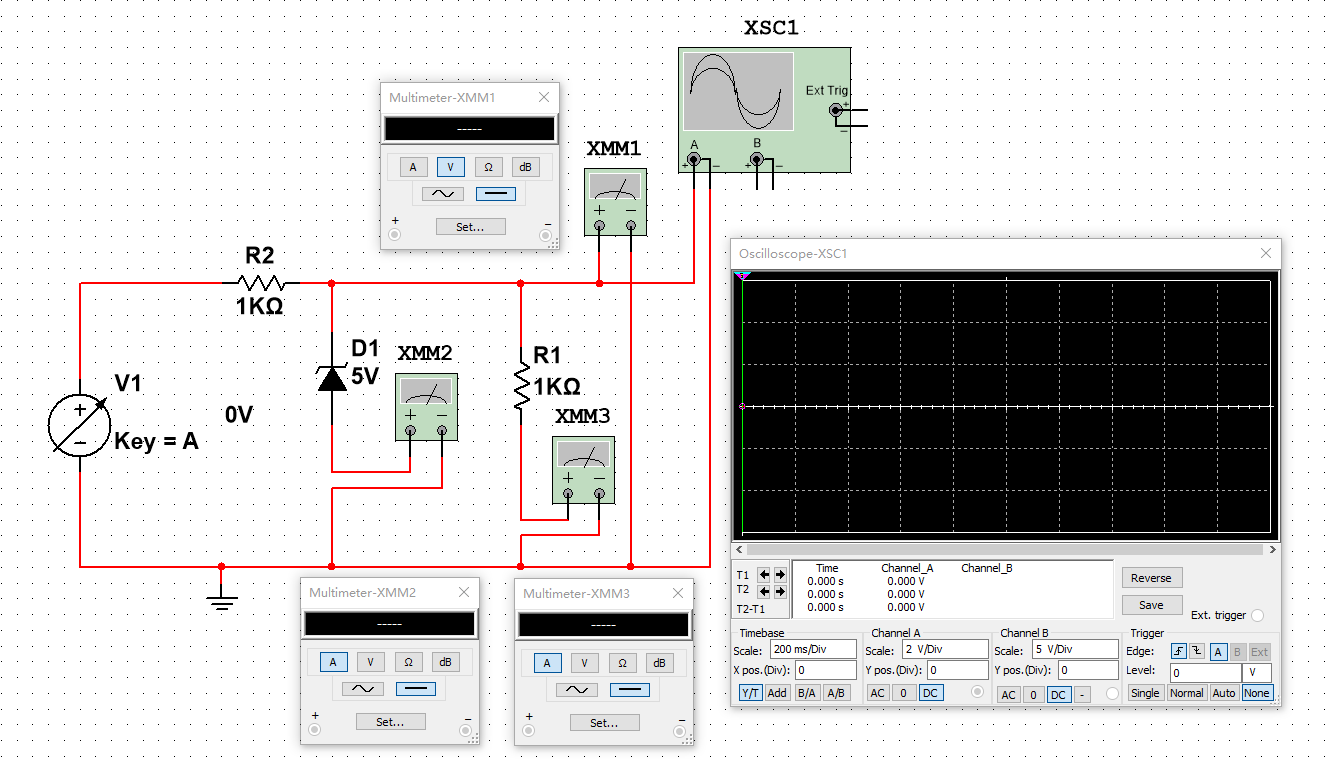 XSC1
Ext Trig
+
−
A
B
+ − + −
Multimeter-XMM1
-----
A V Ω dB
Set...
+ −
XMM1
+ −
R2
1KΩ
V1
+
−
Key = A
0V
D1
5V
XMM2
+ −
R1
1KΩ
XMM3
+ −
Multimeter-XMM2
-----
A V Ω dB
Set...
+ −
Multimeter-XMM3
-----
A V Ω dB
Set...
+ −
Oscilloscope-XSC1
Time Channel_A Channel_B
T1 0.000 s 0.000 V
T2 0.000 s 0.000 V
T2-T1 0.000 s 0.000 V
Reverse
Save
Ext. trigger
Timebase
Scale: 200 ms/Div
X pos.(Div): 0
Y/T Add B/A A/B
Channel A
Scale: 2 V/Div
Y pos.(Div): 0
AC 0 DC
Channel B
Scale: 5 V/Div
Y pos.(Div): 0
AC 0 DC -
Trigger
Edge: A B Ext
Level: 0 V
Single Normal Auto None